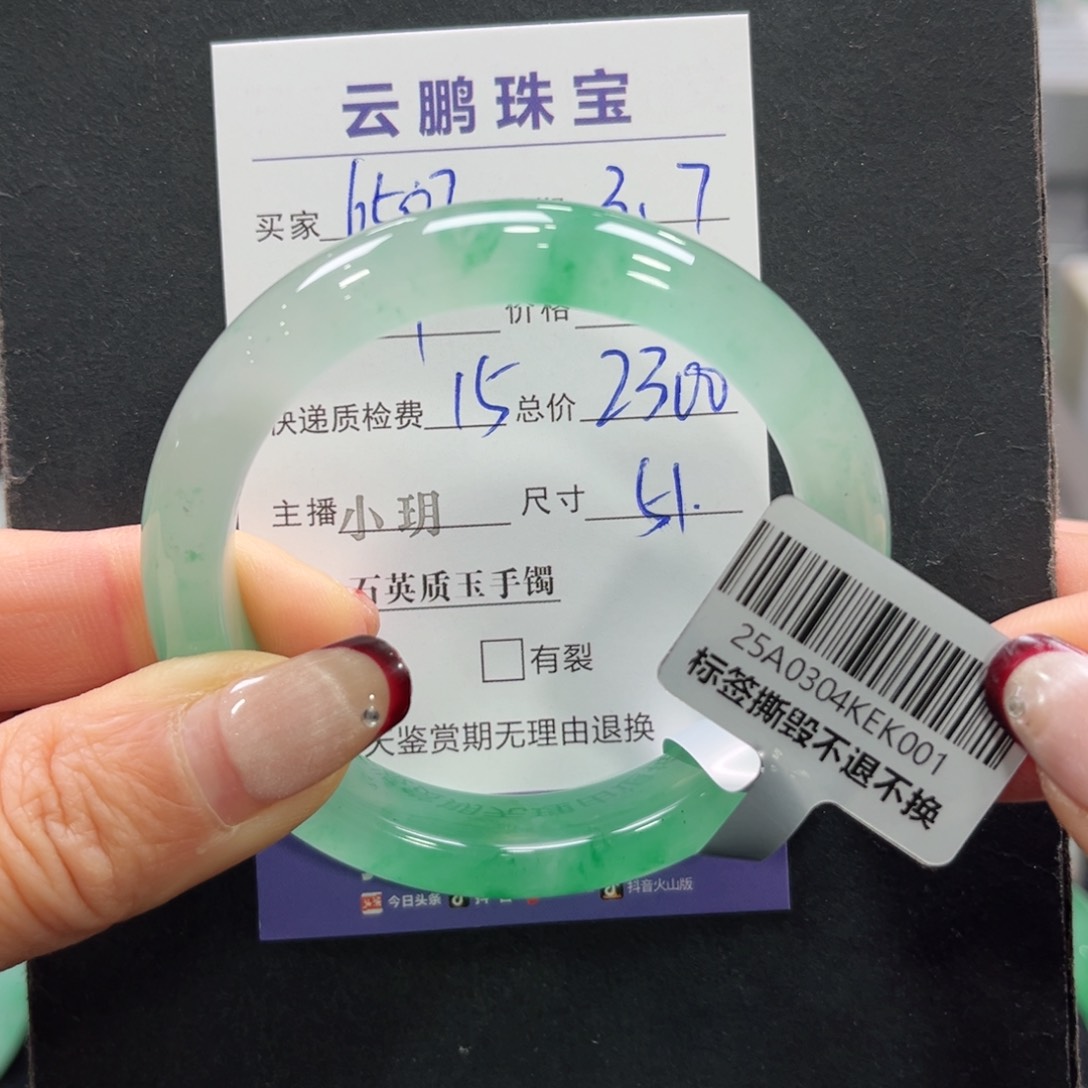 云鹏珠宝
买家 3.7
价格
快递质检费 15 总价 2300
主播 小玥 尺寸 51.
石英质玉手镯
有裂
天鉴赏期无理由退换
今日头条 抖音火山版
25A0304KEK001
标签撕毁不退不换